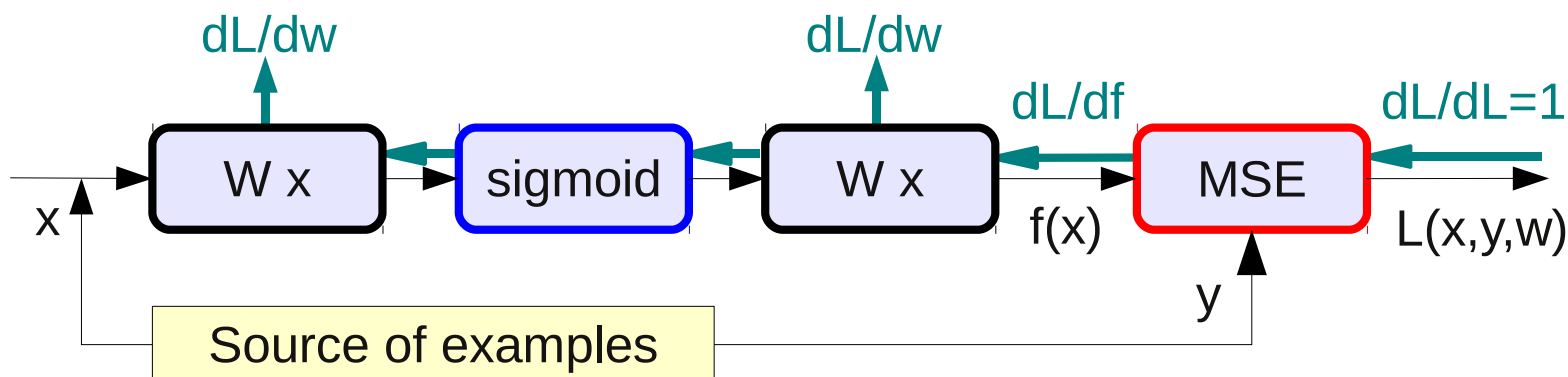 dL/dw
dL/dw
dL/df
dL/dL=1
W x
sigmoid
W x
MSE
x
f(x)
L(x,y,w)
y
Source of examples